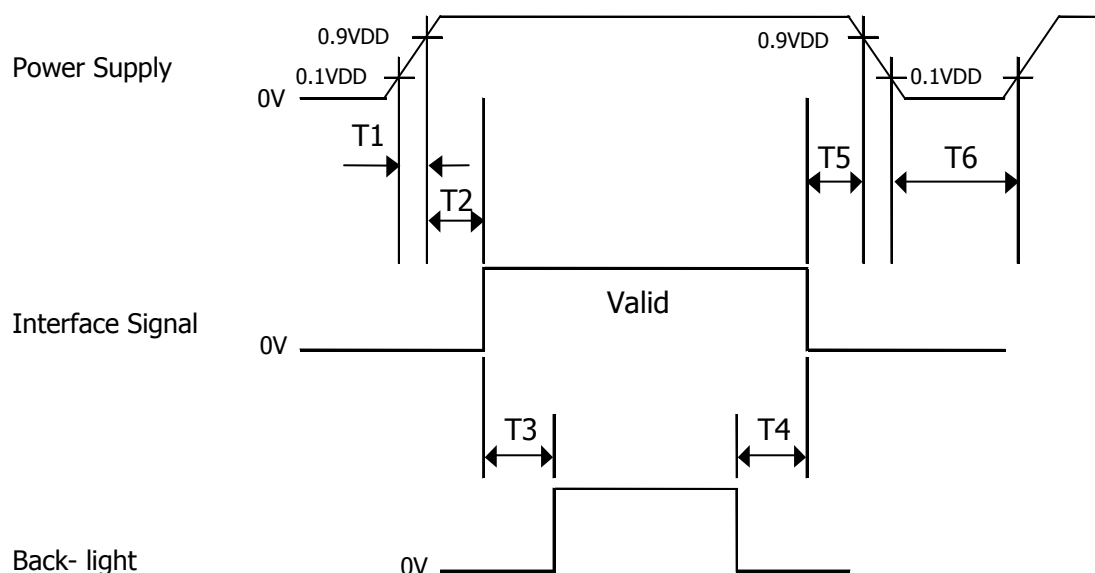 0.9VDD
0.9VDD
Power Supply
0.1VDD
0.1VDD
0V
T1
T5
T6
T2
Valid
Interface Signal
0V
T3
T4
Back- light
0V